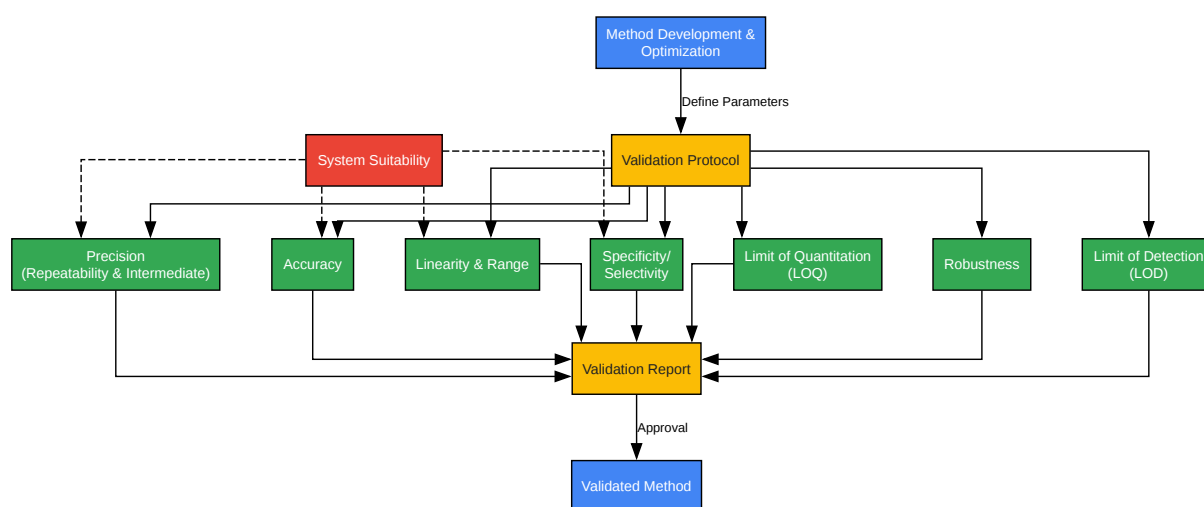 Method Development &
Optimization
Define Parameters
System Suitability
Validation Protocol
Precision
(Repeatability & Intermediate)
Accuracy
Linearity & Range
Specificity/
Selectivity
Limit of Quantitation
(LOQ)
Robustness
Limit of Detection
(LOD)
Validation Report
Approval
Validated Method